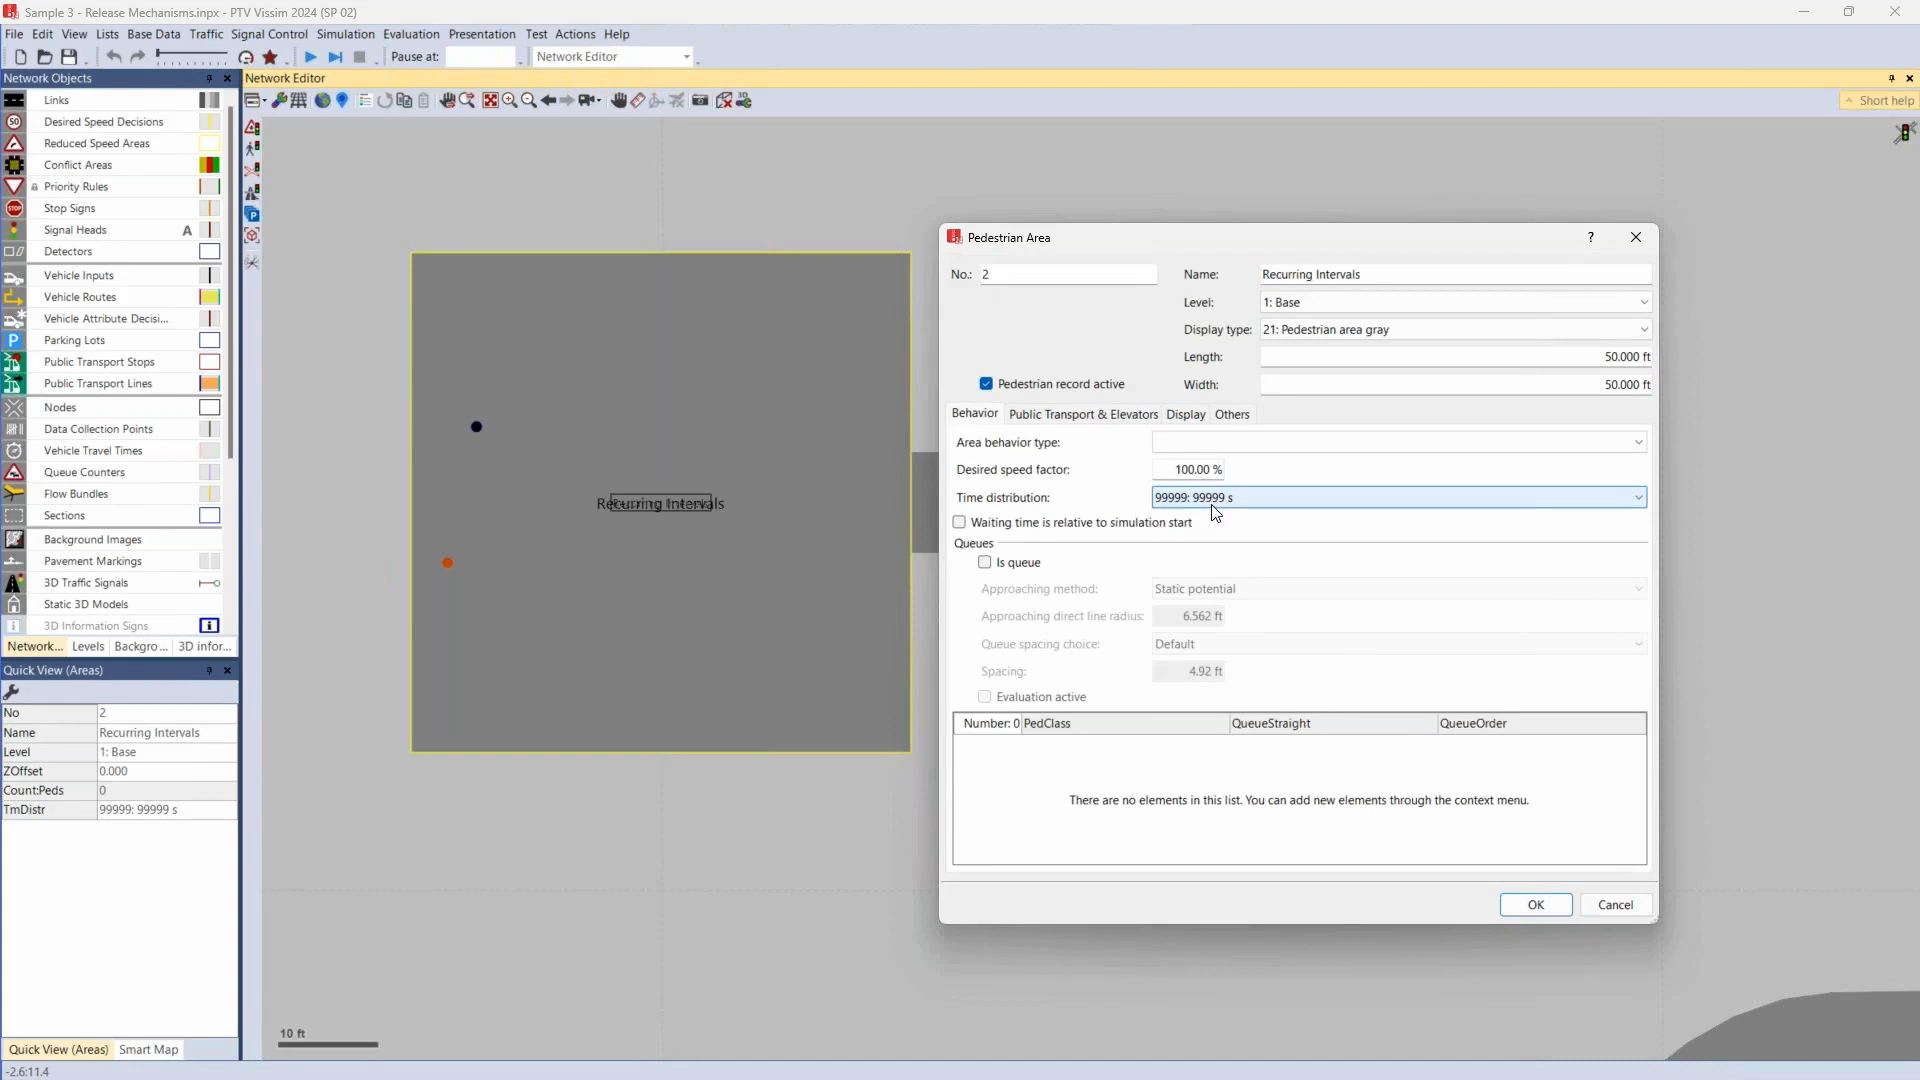 Sample 3 - Release Mechanisms.inpx - PTV Vissim 2024 (SP 02)
File Edit View Lists Base Data Traffic Signal Control Simulation Evaluation Presentation Test Actions Help
Pause at: Network Editor
Network Objects
Network Editor
Short help
Links
50 Desired Speed Decisions
Reduced Speed Areas
Conflict Areas
Priority Rules
STOP Stop Signs
Signal Heads A
Detectors
Vehicle Inputs
Vehicle Routes
Vehicle Attribute Decisi...
P Parking Lots
Public Transport Stops
Public Transport Lines
Nodes
Data Collection Points
Vehicle Travel Times
Queue Counters
Flow Bundles
Sections
Background Images
Pavement Markings
3D Traffic Signals
Static 3D Models
3D Information Signs
Network... Levels Backgro... 3D infor...
Quick View (Areas)
No 2
Name Recurring Intervals
Level 1: Base
ZOffset 0.000
Count:Peds 0
TmDistr 99999: 99999 s
Quick View (Areas) Smart Map
-2.6:11.4
Recurring Intervals
10 ft
Pedestrian Area
No.: 2 Name: Recurring Intervals
Level: 1: Base
Display type: 21: Pedestrian area gray
Length: 50.000 ft
Pedestrian record active Width: 50.000 ft
Behavior Public Transport & Elevators Display Others
Area behavior type:
Desired speed factor: 100.00 %
Time distribution: 99999: 99999 s
Waiting time is relative to simulation start
Queues
Is queue
Approaching method: Static potential
Approaching direct line radius: 6.562 ft
Queue spacing choice: Default
Spacing: 4.92 ft
Evaluation active
Number: 0 PedClass QueueStraight QueueOrder
There are no elements in this list. You can add new elements through the context menu.
OK Cancel